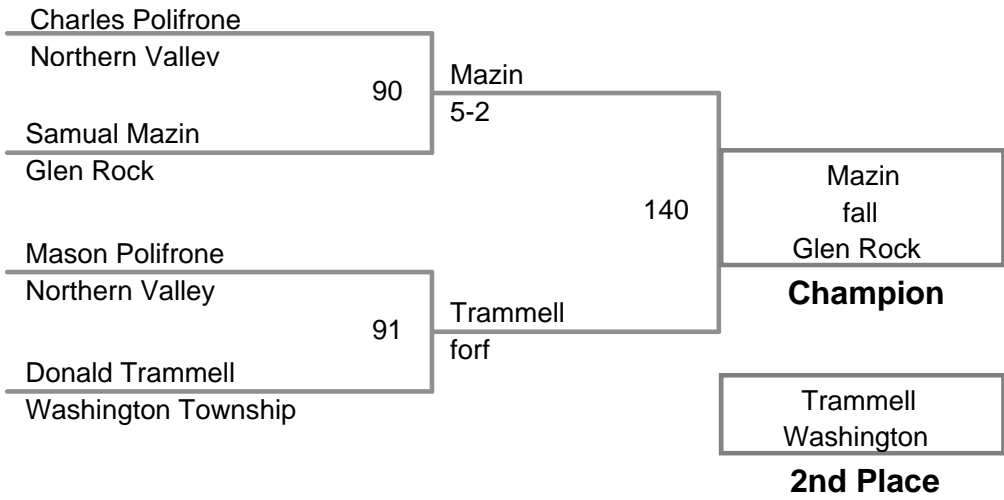 Charles Polifrone
Northern Vallev
90
Samual Mazin
Glen Rock
Mazin
5-2
Mason Polifrone
Northern Valley
91
Donald Trammell
Washington Township
Trammell
forf
140
Mazin
fall
Glen Rock
Champion
Trammell
Washington
2nd Place